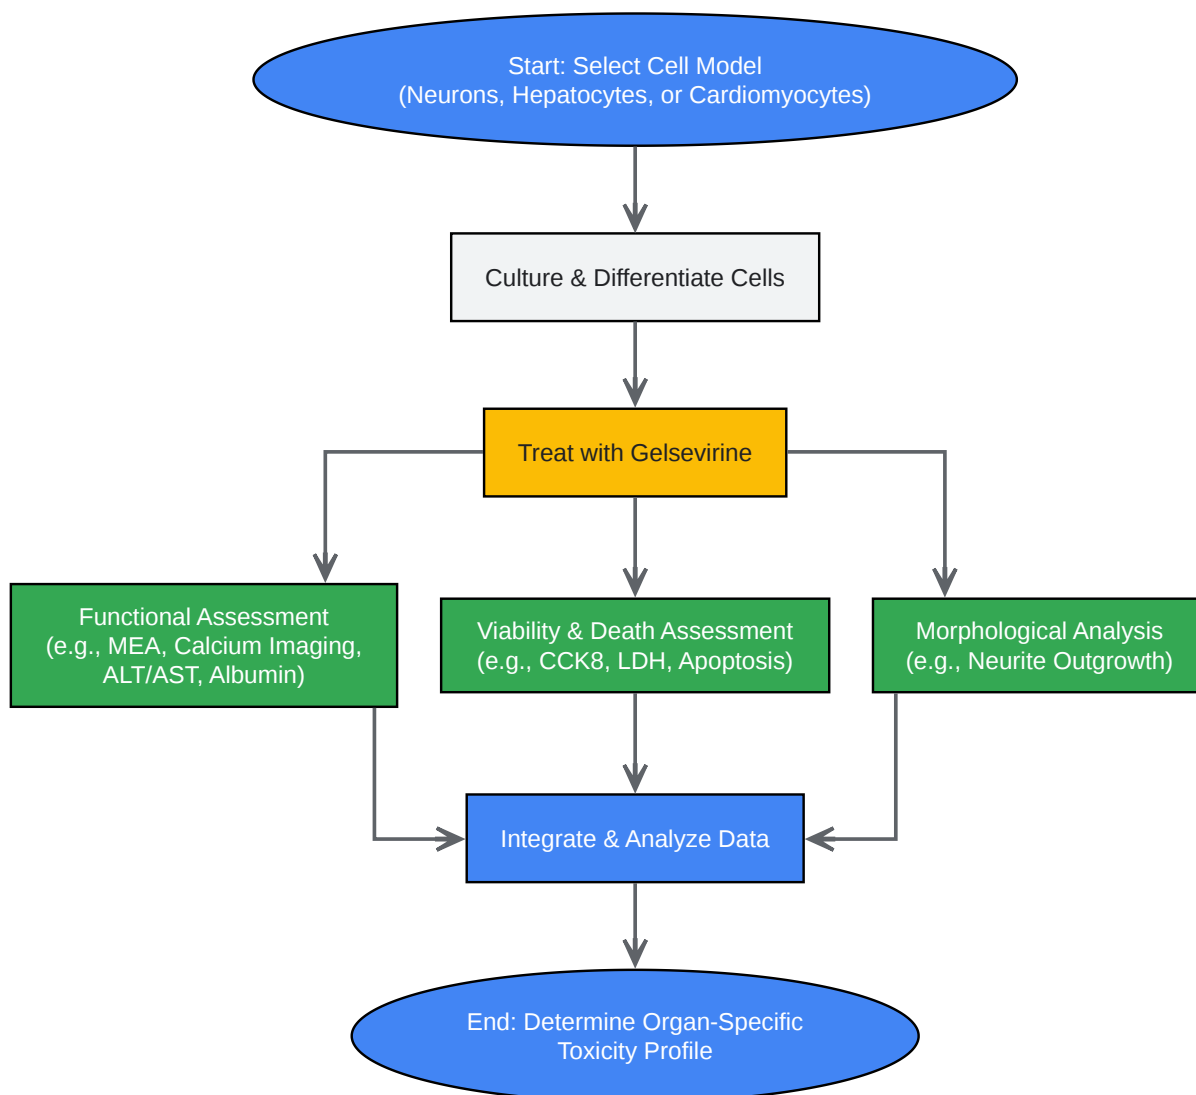 Start: Select Cell Model
(Neurons, Hepatocytes, or Cardiomyocytes)
Culture & Differentiate Cells
Treat with Gelsevirine
Functional Assessment
(e.g., MEA, Calcium Imaging,
ALT/AST, Albumin)
Viability & Death Assessment
(e.g., CCK8, LDH, Apoptosis)
Morphological Analysis
(e.g., Neurite Outgrowth)
Integrate & Analyze Data
End: Determine Organ-Specific
Toxicity Profile